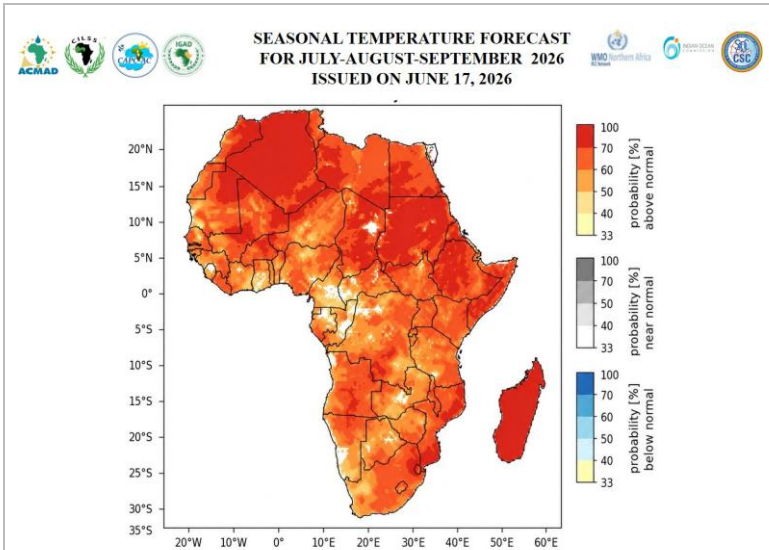 SEASONAL TEMPERATURE FORECAST
FOR JULY-AUGUST-SEPTEMBER 2026
ISSUED ON JUNE 17, 2026
ACMAD
CILSS
IGAD
WMO Northern Africa
INDIAN OCEAN
COMMISSION
CSC
20°N
15°N
10°N
5°N
0°
5°S
10°S
15°S
20°S
25°S
30°S
35°S
20°W
10°W
0°
10°E
20°E
30°E
40°E
50°E
60°E
100
70
60
50
40
33
probability [%]
above normal
100
70
50
40
33
probability [%]
near normal
100
70
60
50
40
33
probability [%]
below normal